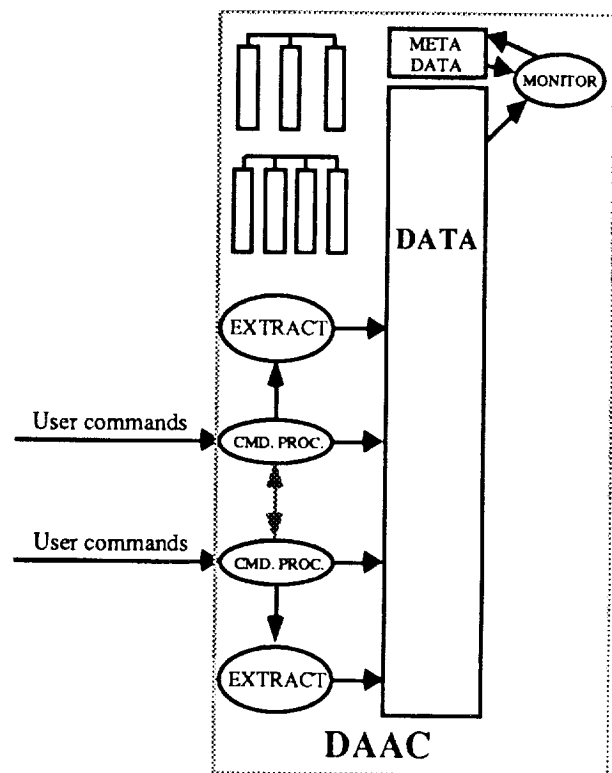 META
DATA
MONITOR
DATA
EXTRACT
User commands
CMD. PROC.
User commands
CMD. PROC.
EXTRACT
DAAC